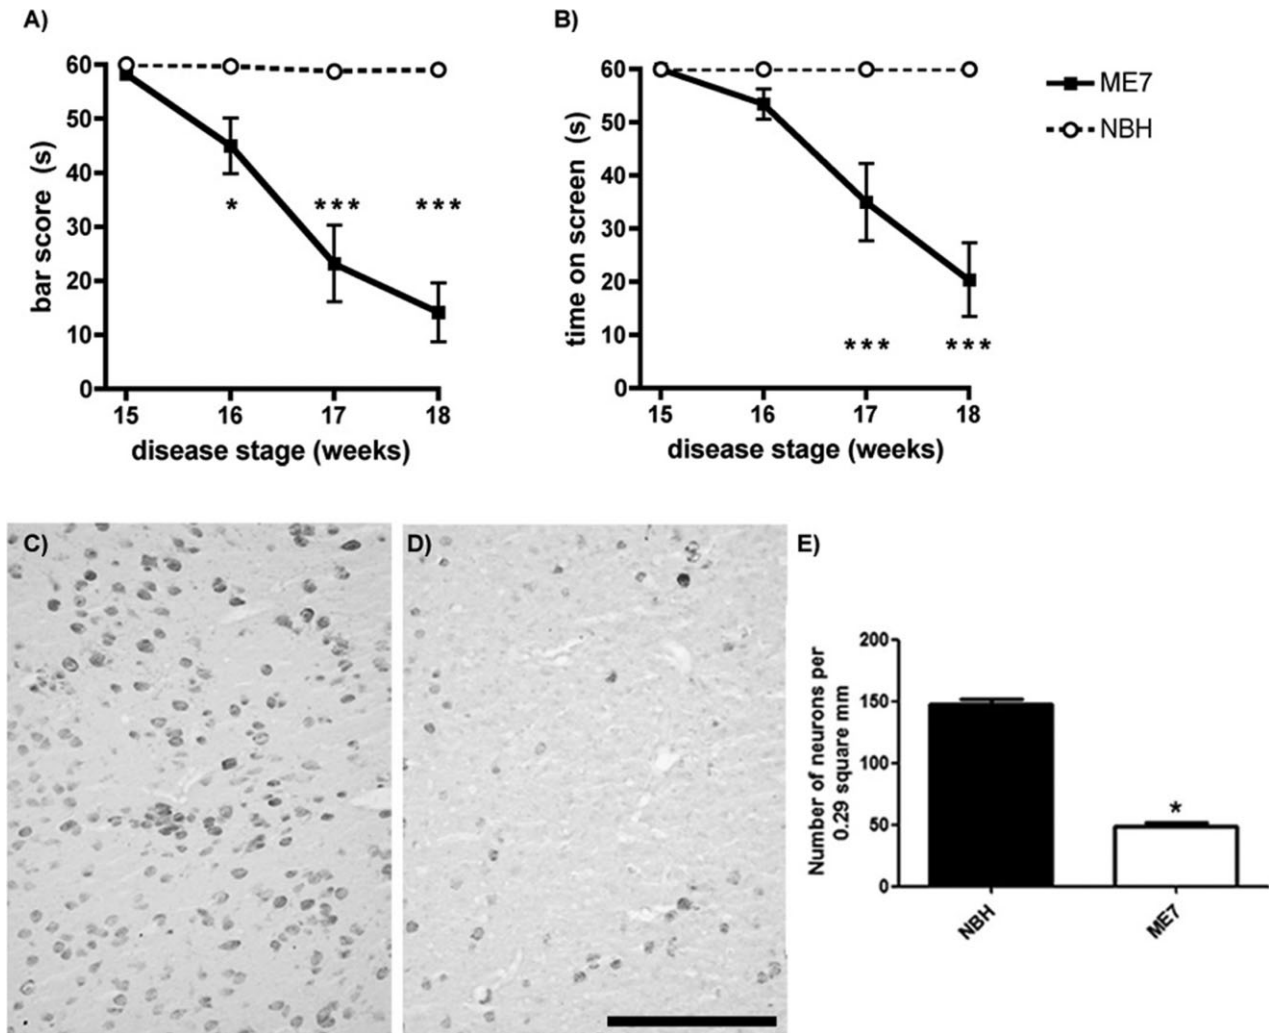 A)
60
50
40
30
20
10
0
bar score (s)
*
***
***
15 16 17 18
disease stage (weeks)
B)
60
50
40
30
20
10
0
time on screen (s)
***
***
15 16 17 18
disease stage (weeks)
ME7
NBH
C)
D)
E)
Number of neurons per
0.29 square mm
200
150
100
50
0
*
NBH
ME7